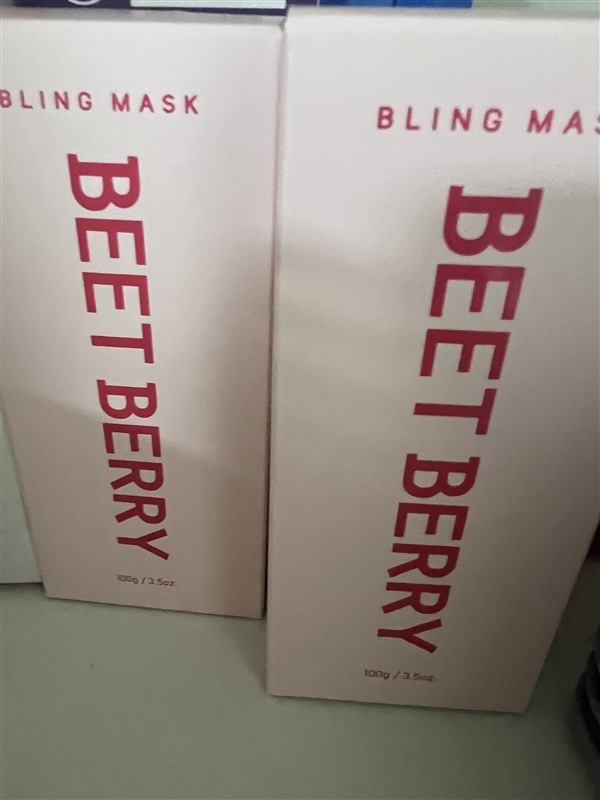 BLING MASK
BEET BERRY
100g / 3.5oz.
BLING MAS
BEET BERRY
100g / 3.5oz.